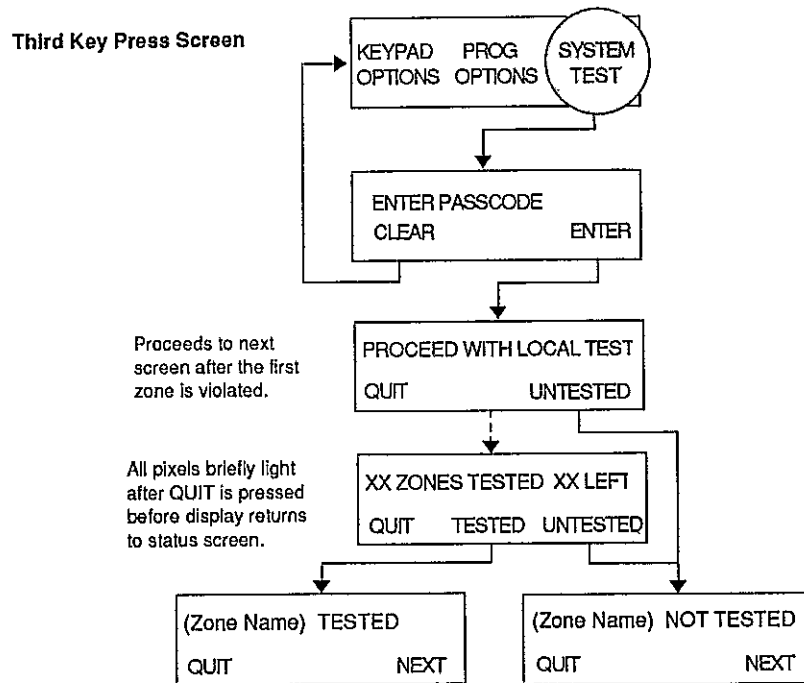 Third Key Press Screen
KEYPAD PROG SYSTEM
OPTIONS OPTIONS TEST
ENTER PASSCODE
CLEAR ENTER
Proceeds to next
screen after the first
zone is violated.
PROCEED WITH LOCAL TEST
QUIT UNTESTED
All pixels briefly light
after QUIT is pressed
before display returns
to status screen.
XX ZONES TESTED XX LEFT
QUIT TESTED UNTESTED
(Zone Name) TESTED
QUIT NEXT
(Zone Name) NOT TESTED
QUIT NEXT